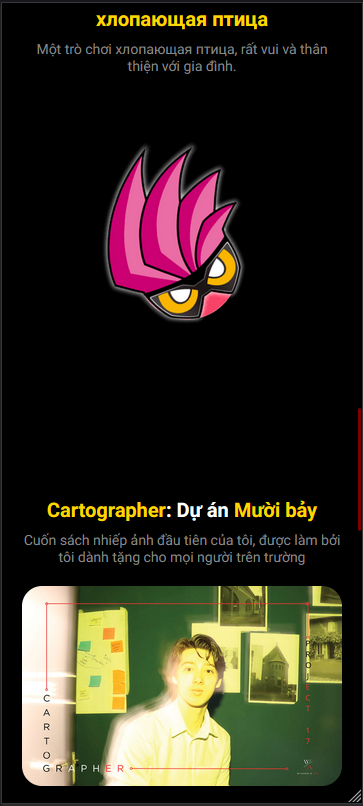 хлопающая птица
Một trò chơi хлопающая птица, rất vui và thân
thiện với gia đình.
Cartographer: Dự án Mười bảy
Cuốn sách nhiếp ảnh đầu tiên của tôi, được làm bởi
tôi dành tặng cho mọi người trên trường
CARTOGRAPHER
PROJECT 17